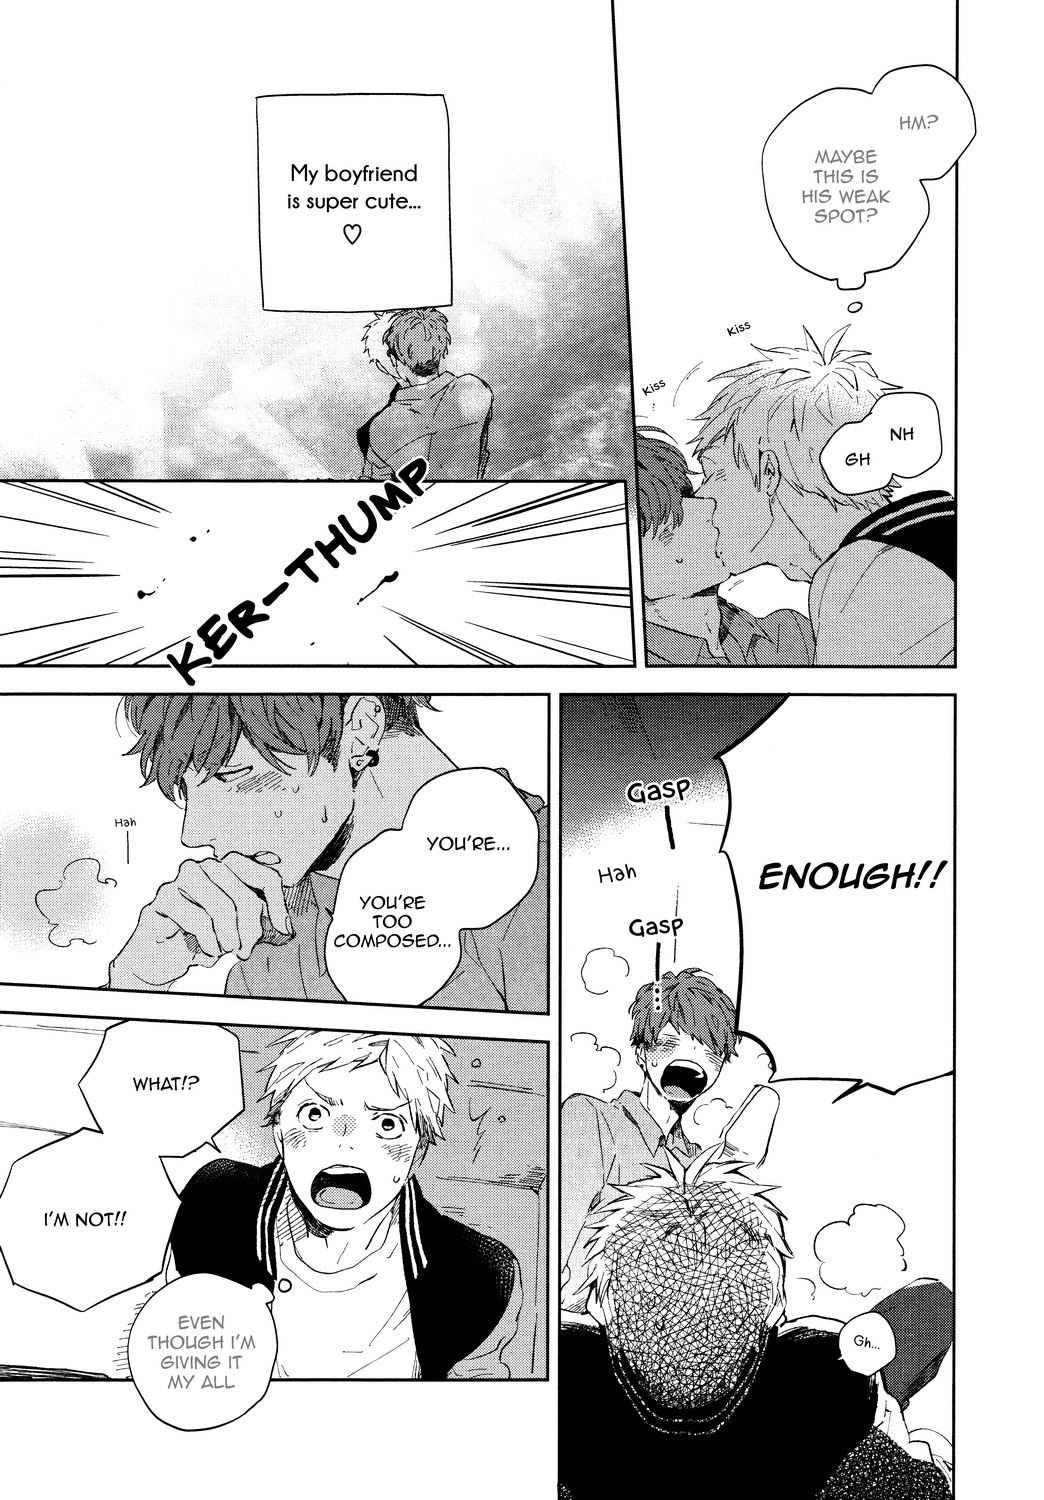 HM?
MAYBE
THIS IS
HIS WEAK
SPOT?
Kiss
Kiss
NH
GH
My boyfriend
is super cute...
♡
KER-THUMP
ENOUGH!!
Gasp
Hah
Gasp
Gh...
YOU'RE...
YOU'RE
TOO
COMPOSED...
Hah
WHAT!?
I'M NOT!!
EVEN
THOUGH I'M
GIVING IT
MY ALL